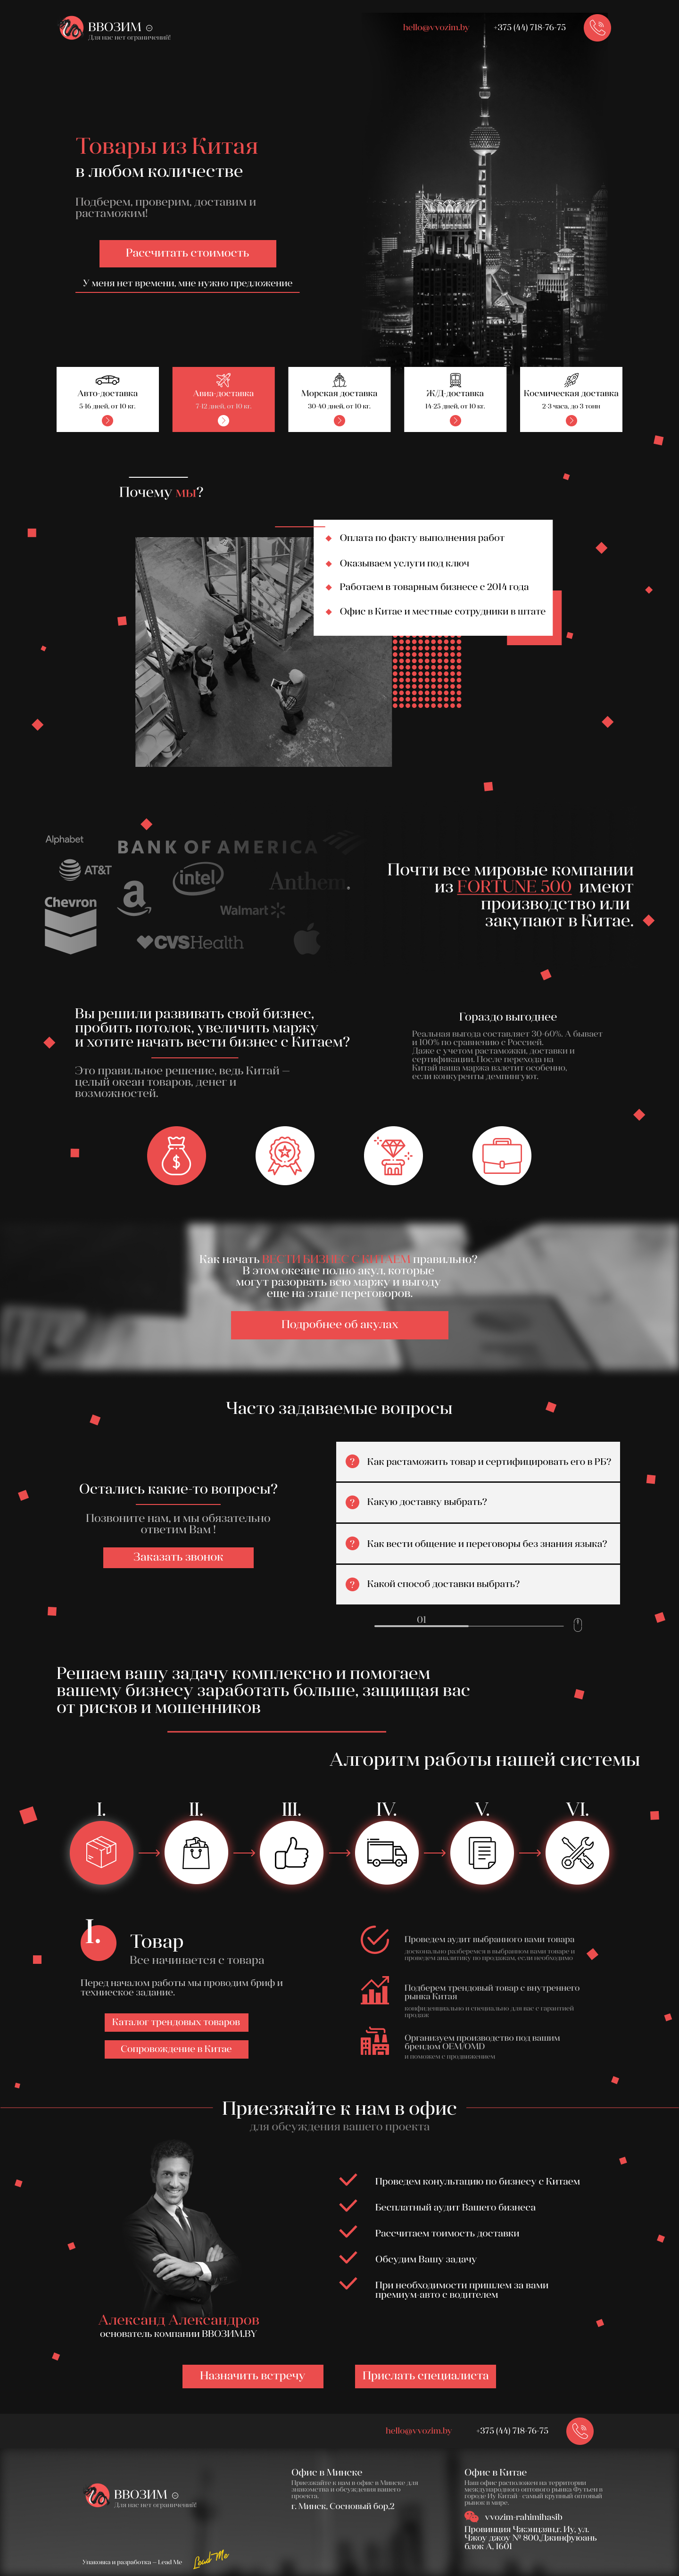 ВВОЗИМ
Для вас нет ограничений!
hello@vvozim.by
+375 (44) 718-76-75
Товары из Китая
в любом количестве
Подберем, проверим, доставим и
растаможим!
Рассчитать стоимость
У меня нет времени, мне нужно предложение
Авто-доставка
5-16 дней, от 10 кг.
Авиа-доставка
7-12 дней, от 10 кг.
Морская доставка
30-40 дней, от 10 кг.
Ж/Д-доставка
14-25 дней, от 10 кг.
Космическая доставка
2-3 часа, до 3 тонн
Почему мы?
Оплата по факту выполнения работ
Оказываем услуги под ключ
Работаем в товарным бизнесе с 2014 года
Офис в Китае и местные сотрудники в штате
Alphabet
BANK OF AMERICA
AT&T
intel
Anthem.
Chevron
a
Walmart
CVSHealth
Почти все мировые компании
из FORTUNE 500 имеют
производство или
закупают в Китае.
Вы решили развивать свой бизнес,
пробить потолок, увеличить маржу
и хотите начать вести бизнес с Китаем?
Это правильное решение, ведь Китай –
целый океан товаров, денег и
возможностей.
Гораздо выгоднее
Реальная выгода составляет 30-60%. А бывает
и 100% по сравнению с Россией.
Даже с учетом растаможки, доставки и
сертификации. После перехода на
Китай ваша маржа взлетит особенно,
если конкуренты демпингуют.
Как начать ВЕСТИ БИЗНЕС С КИТАЕМ правильно?
В этом океане полно акул, которые
могут разорвать всю маржу и выгоду
еще на этапе переговоров.
Подробнее об акулах
Часто задаваемые вопросы
Остались какие-то вопросы?
Позвоните нам, и мы обязательно
ответим Вам !
Заказать звонок
? Как растаможить товар и сертифицировать его в РБ?
? Какую доставку выбрать?
? Как вести общение и переговоры без знания языка?
? Какой способ доставки выбрать?
01
Решаем вашу задачу комплексно и помогаем
вашему бизнесу заработать больше, защищая вас
от рисков и мошенников
Алгоритм работы нашей системы
I. II. III. IV. V. VI.
I.
Товар
Все начинается с товара
Перед началом работы мы проводим бриф и
техниеское задание.
Каталог трендовых товаров
Сопровождение в Китае
Проведем аудит выбранного вами товара
досконально разберемся в выбранном вами товаре и
проведем аналитику по продажам, если необходимо
Подберем трендовый товар с внутреннего
рынка Китая
конфиденциально и специально для вас с гарантией
продаж
Организуем производство под вашим
брендом OEM/OMD
и поможем с продвижением
Приезжайте к нам в офис
для обсуждения вашего проекта
Александ Александров
основатель компании ВВОЗИМ.BY
Проведем конультацию по бизнесу с Китаем
Бесплатный аудит Вашего бизнеса
Рассчитаем тоимость доставки
Обсудим Вашу задачу
При необходимости пришлем за вами
премиум-авто с водителем
Назначить встречу
Прислать специалиста
hello@vvozim.by
+375 (44) 718-76-75
ВВОЗИМ
Для вас нет ограничений!
Офис в Минске
Приезжайте к нам в офис в Минске для
знакомства и обсуждения вашего
проекта.
г. Минск, Сосновый бор,2
Офис в Китае
Наш офис расположен на территории
международного оптового рынка Футьен в
городе Иу Китай - самый крупный оптовый
рынок в мире.
vvozim-rahimihasib
Провинция Чжэнцзян,г. Иу, ул.
Чжоу джоу № 800,Джинфуюань
блок А, 1601
Упаковка и разработка – Lead Me
Lead Me